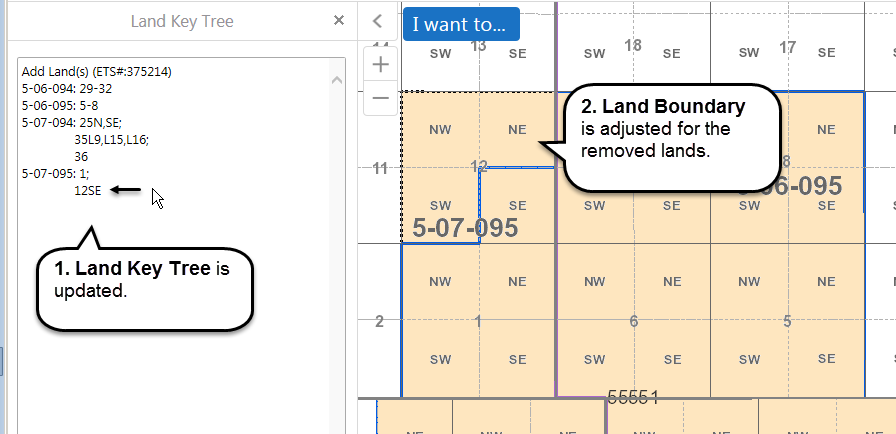 Land Key Tree ×
Add Land(s) (ETS#:375214)
5-06-094: 29-32
5-06-095: 5-8
5-07-094: 25N,SE;
35L9,L15,L16;
36
5-07-095: 1;
12SE
1. Land Key Tree is
updated.
I want to...
2. Land Boundary
is adjusted for the
removed lands.
14 13 18 17
SW SE SW SE SW SE
NW NE
11 12 8
SW SE SE SW SE
5-07-095 06-095
NW NE NW NE NW NE
2 1 6 5
SW SE SW SE SW SE
55551
NE NW NE NW NE